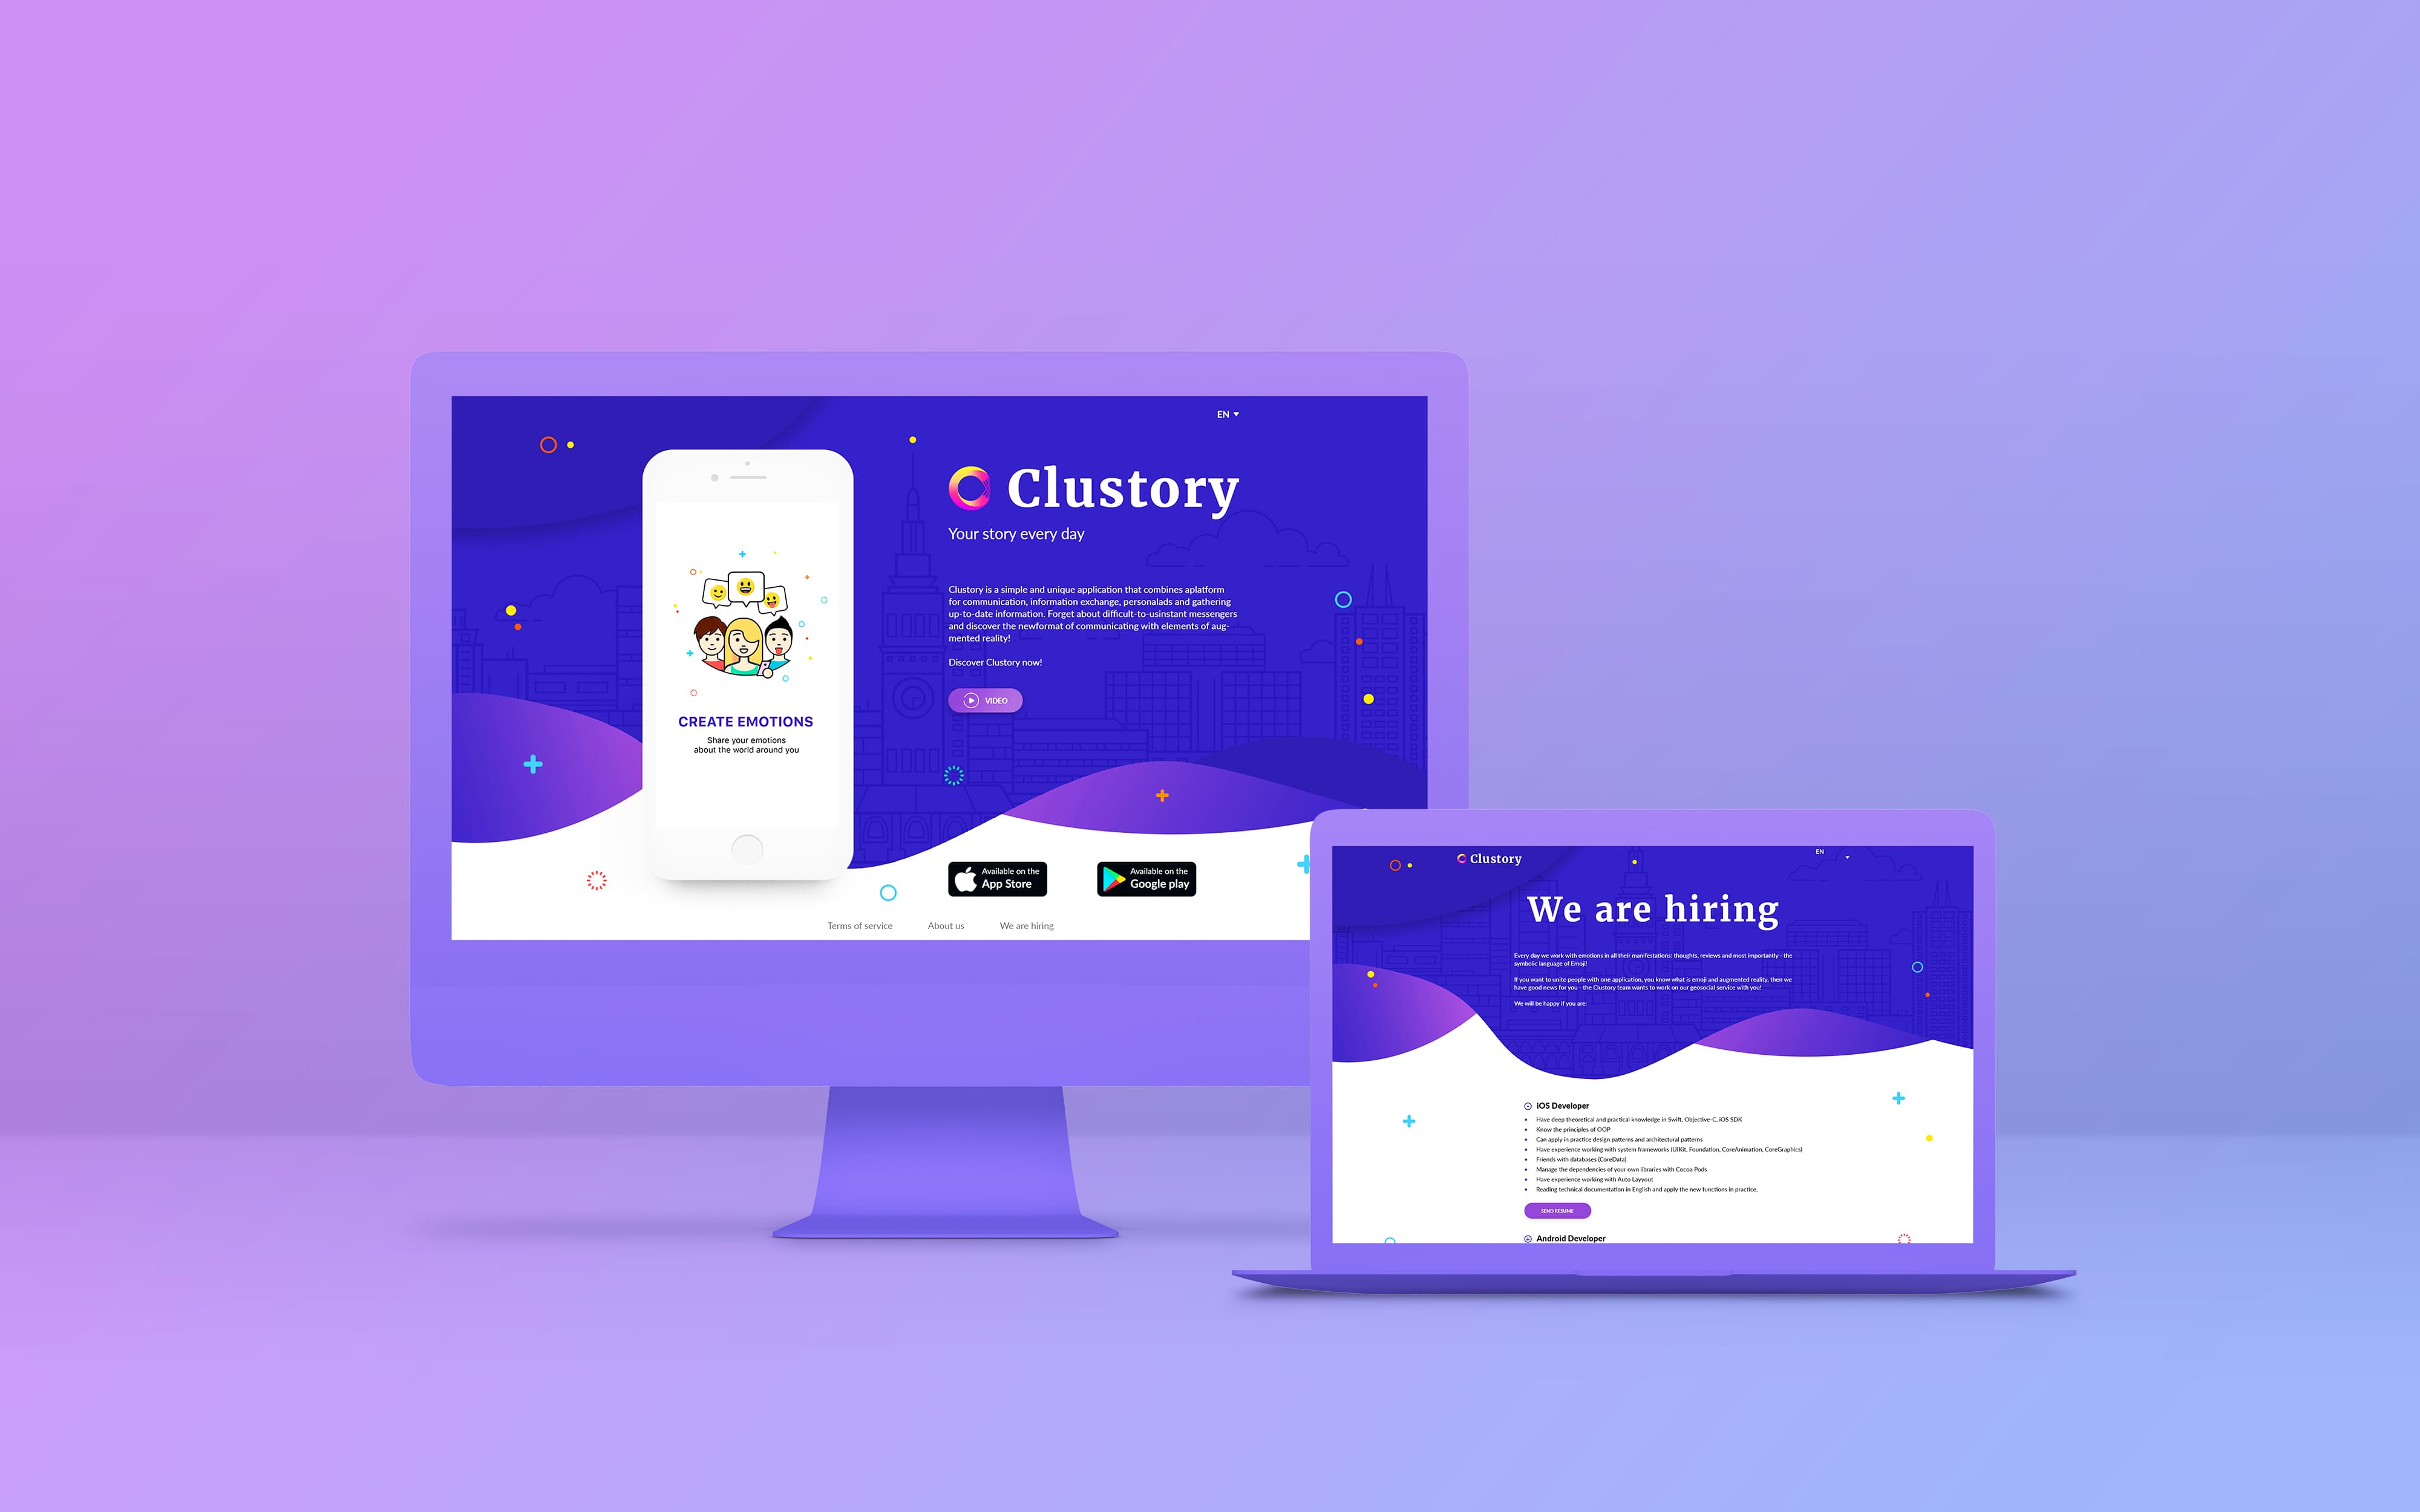 EN
Clustory
Your story every day
Clustory is a simple and unique application that combines aplatform
for communication, information exchange, personalads and gathering
up-to-date information. Forget about difficult-to-usinstant messengers
and discover the newformat of communicating with elements of aug-
mented reality!
Discover Clustory now!
VIDEO
CREATE EMOTIONS
Share your emotions
about the world around you
Available on the
App Store
Available on the
Google play
Terms of service
About us
We are hiring
Clustory
EN
We are hiring
Every day we work with emotions in all their manifestations: thoughts, reviews and most importantly - the
symbolic language of Emoji!
If you want to unite people with one application, you know what is emoji and augmented reality, then we
have good news for you - the Clustory team wants to work on our geosocial service with you!
We will be happy if you are:
iOS Developer
Have deep theoretical and practical knowledge in Swift, Objective-C, iOS SDK
Know the principles of OOP
Can apply in practice design patterns and architectural patterns
Have experience working with system frameworks (UIKit, Foundation, CoreAnimation, CoreGraphics)
Friends with databases (CoreData)
Manage the dependencies of your own libraries with Cocoa Pods
Have experience working with Auto Layyout
Reading technical documentation in English and apply the new functions in practice.
SEND RESUME
Android Developer